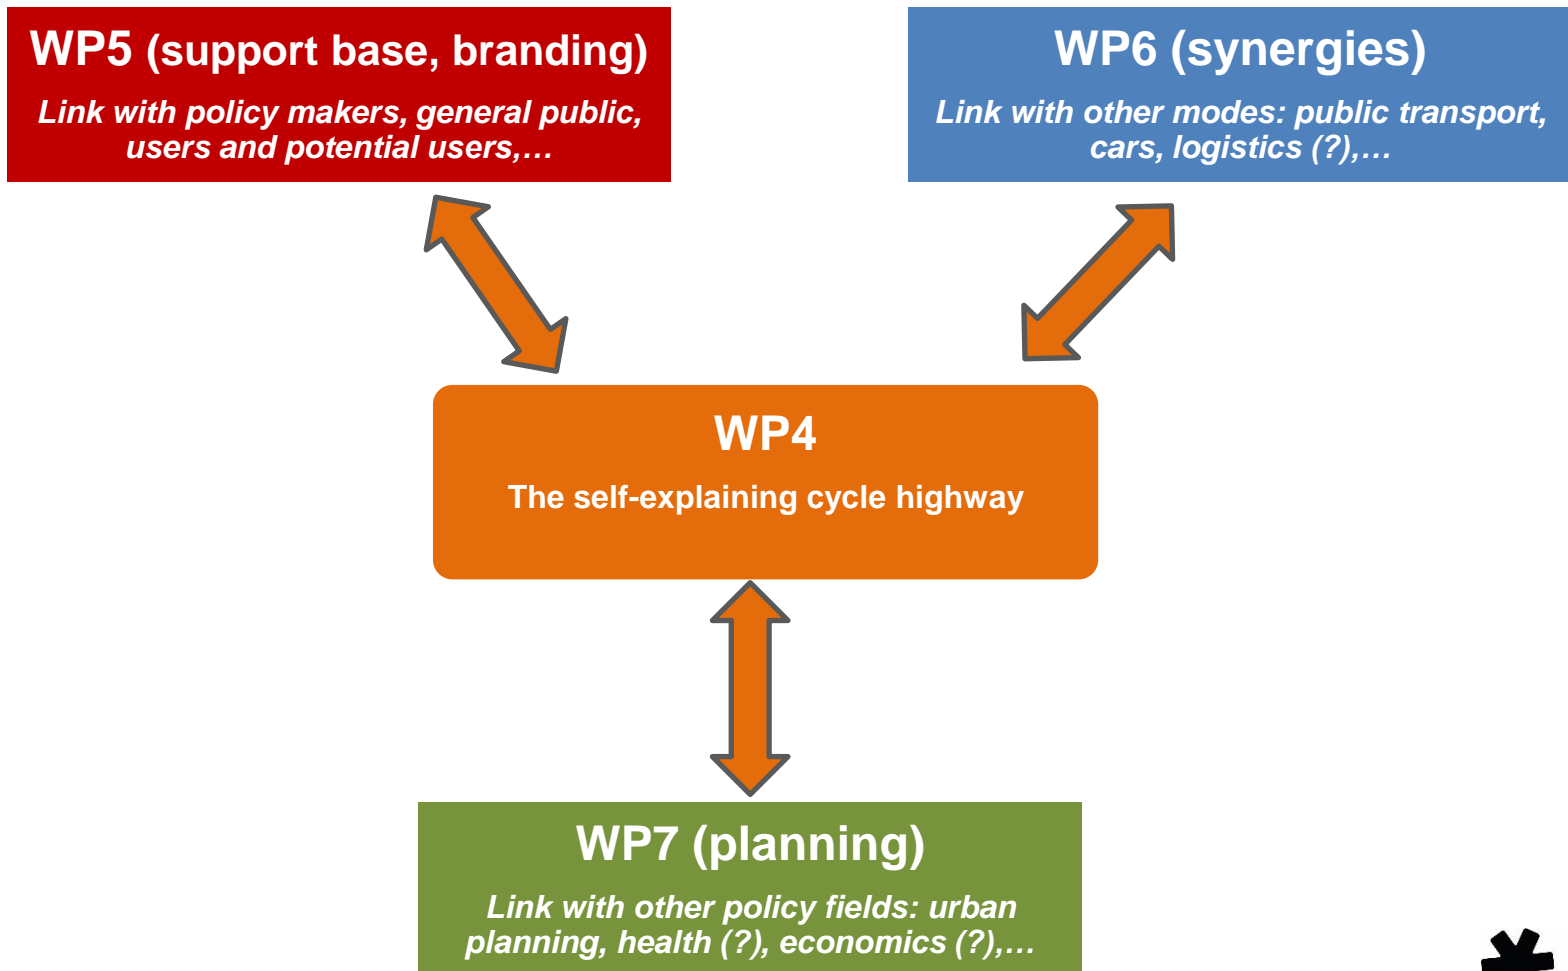 WP5 (support base, branding)
Link with policy makers, general public,
users and potential users,…
WP6 (synergies)
Link with other modes: public transport,
cars, logistics (?),…
WP4
The self-explaining cycle highway
WP7 (planning)
Link with other policy fields: urban
planning, health (?), economics (?),…